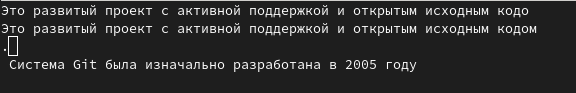 Это развитый проект с активной поддержкой и открытым исходным кодо
Это развитый проект с активной поддержкой и открытым исходным кодом
.
Система Git была изначально разработана в 2005 году